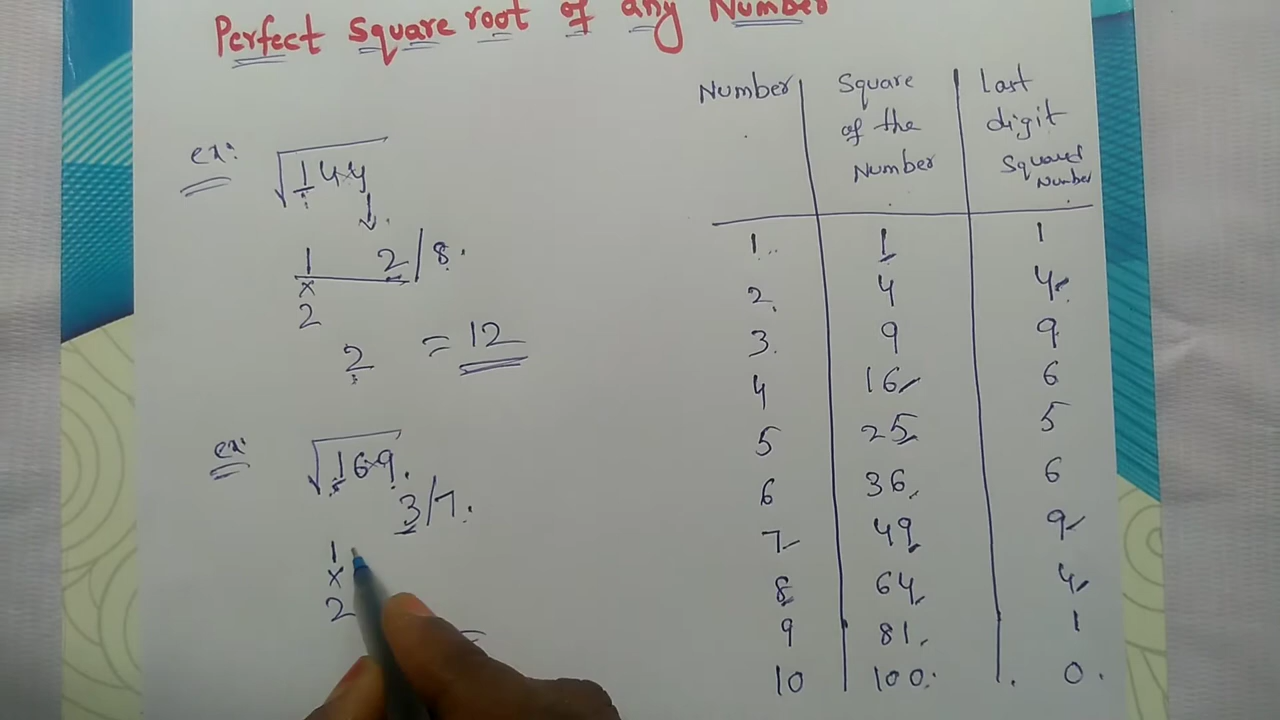 Perfect Square root of any Number
ex: √144
1 2/8
×
2
2 = 12
ex: √169
3/7
1
×
2
=
Number | Square of the Number | Last digit Squared Number
1 | 1 | 1
2 | 4 | 4
3 | 9 | 9
4 | 16 | 6
5 | 25 | 5
6 | 36 | 6
7 | 49 | 9
8 | 64 | 4
9 | 81 | 1
10 | 100 | 0